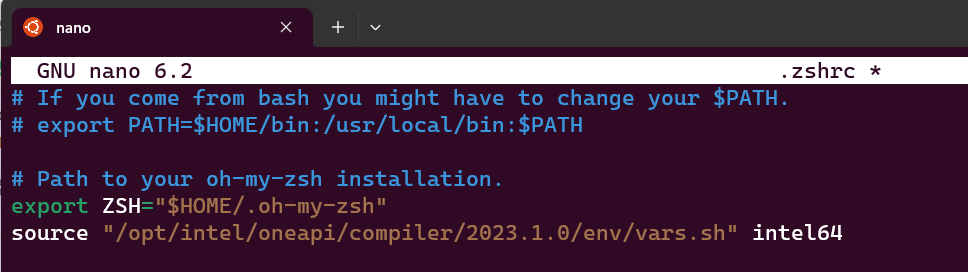 nano
GNU nano 6.2 .zshrc *
# If you come from bash you might have to change your $PATH.
# export PATH=$HOME/bin:/usr/local/bin:$PATH
# Path to your oh-my-zsh installation.
export ZSH="$HOME/.oh-my-zsh"
source "/opt/intel/oneapi/compiler/2023.1.0/env/vars.sh" intel64